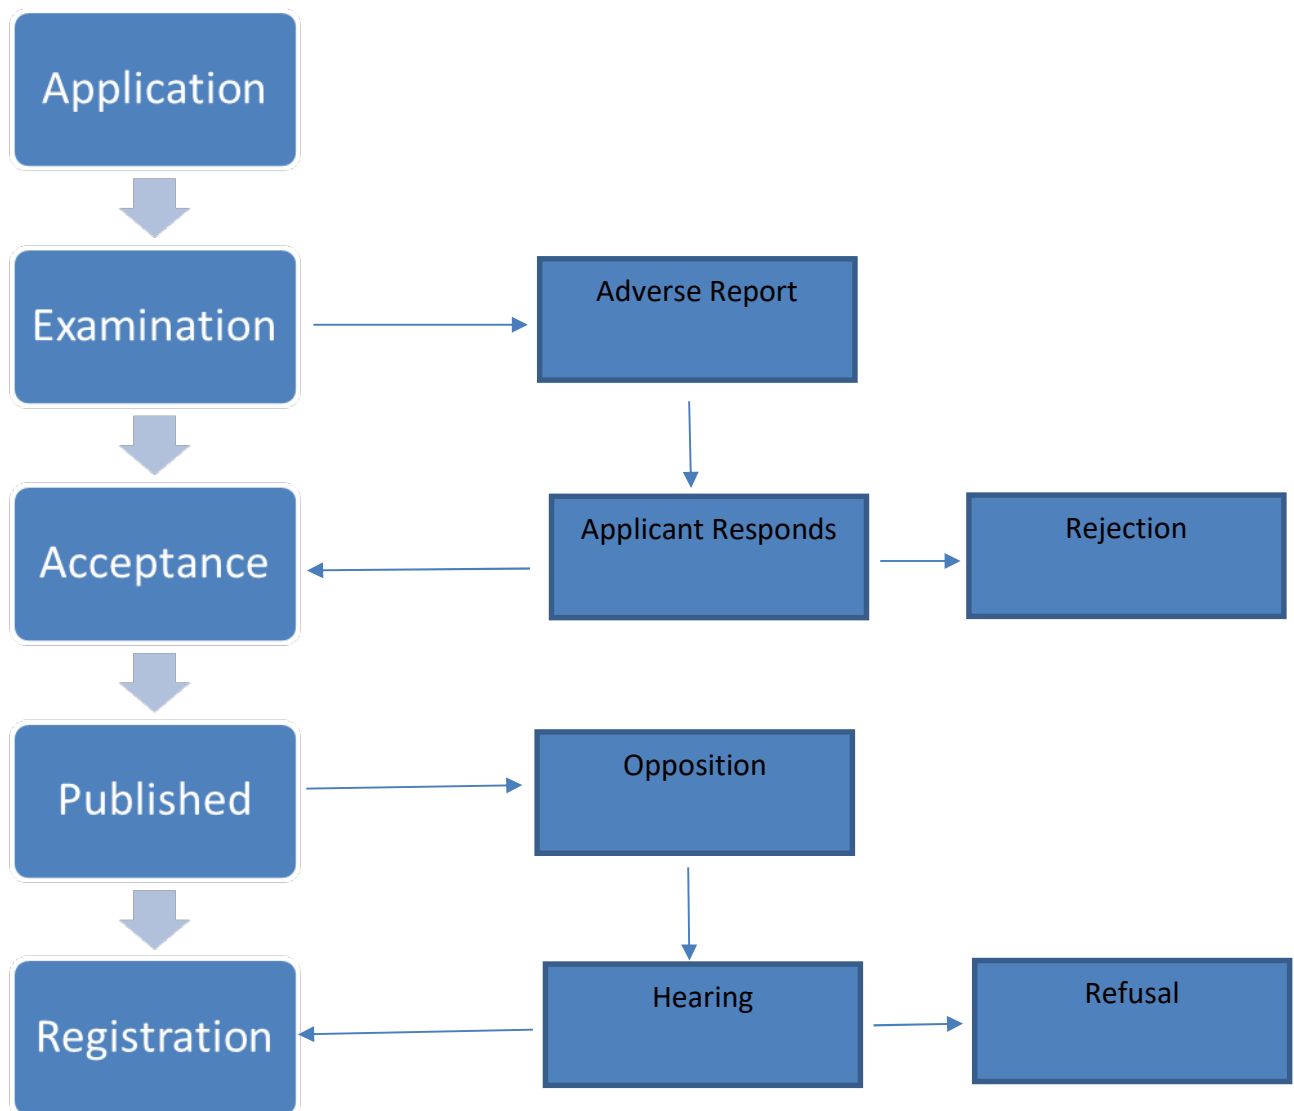 Application
Examination
Adverse Report
Acceptance
Applicant Responds
Rejection
Published
Opposition
Registration
Hearing
Refusal